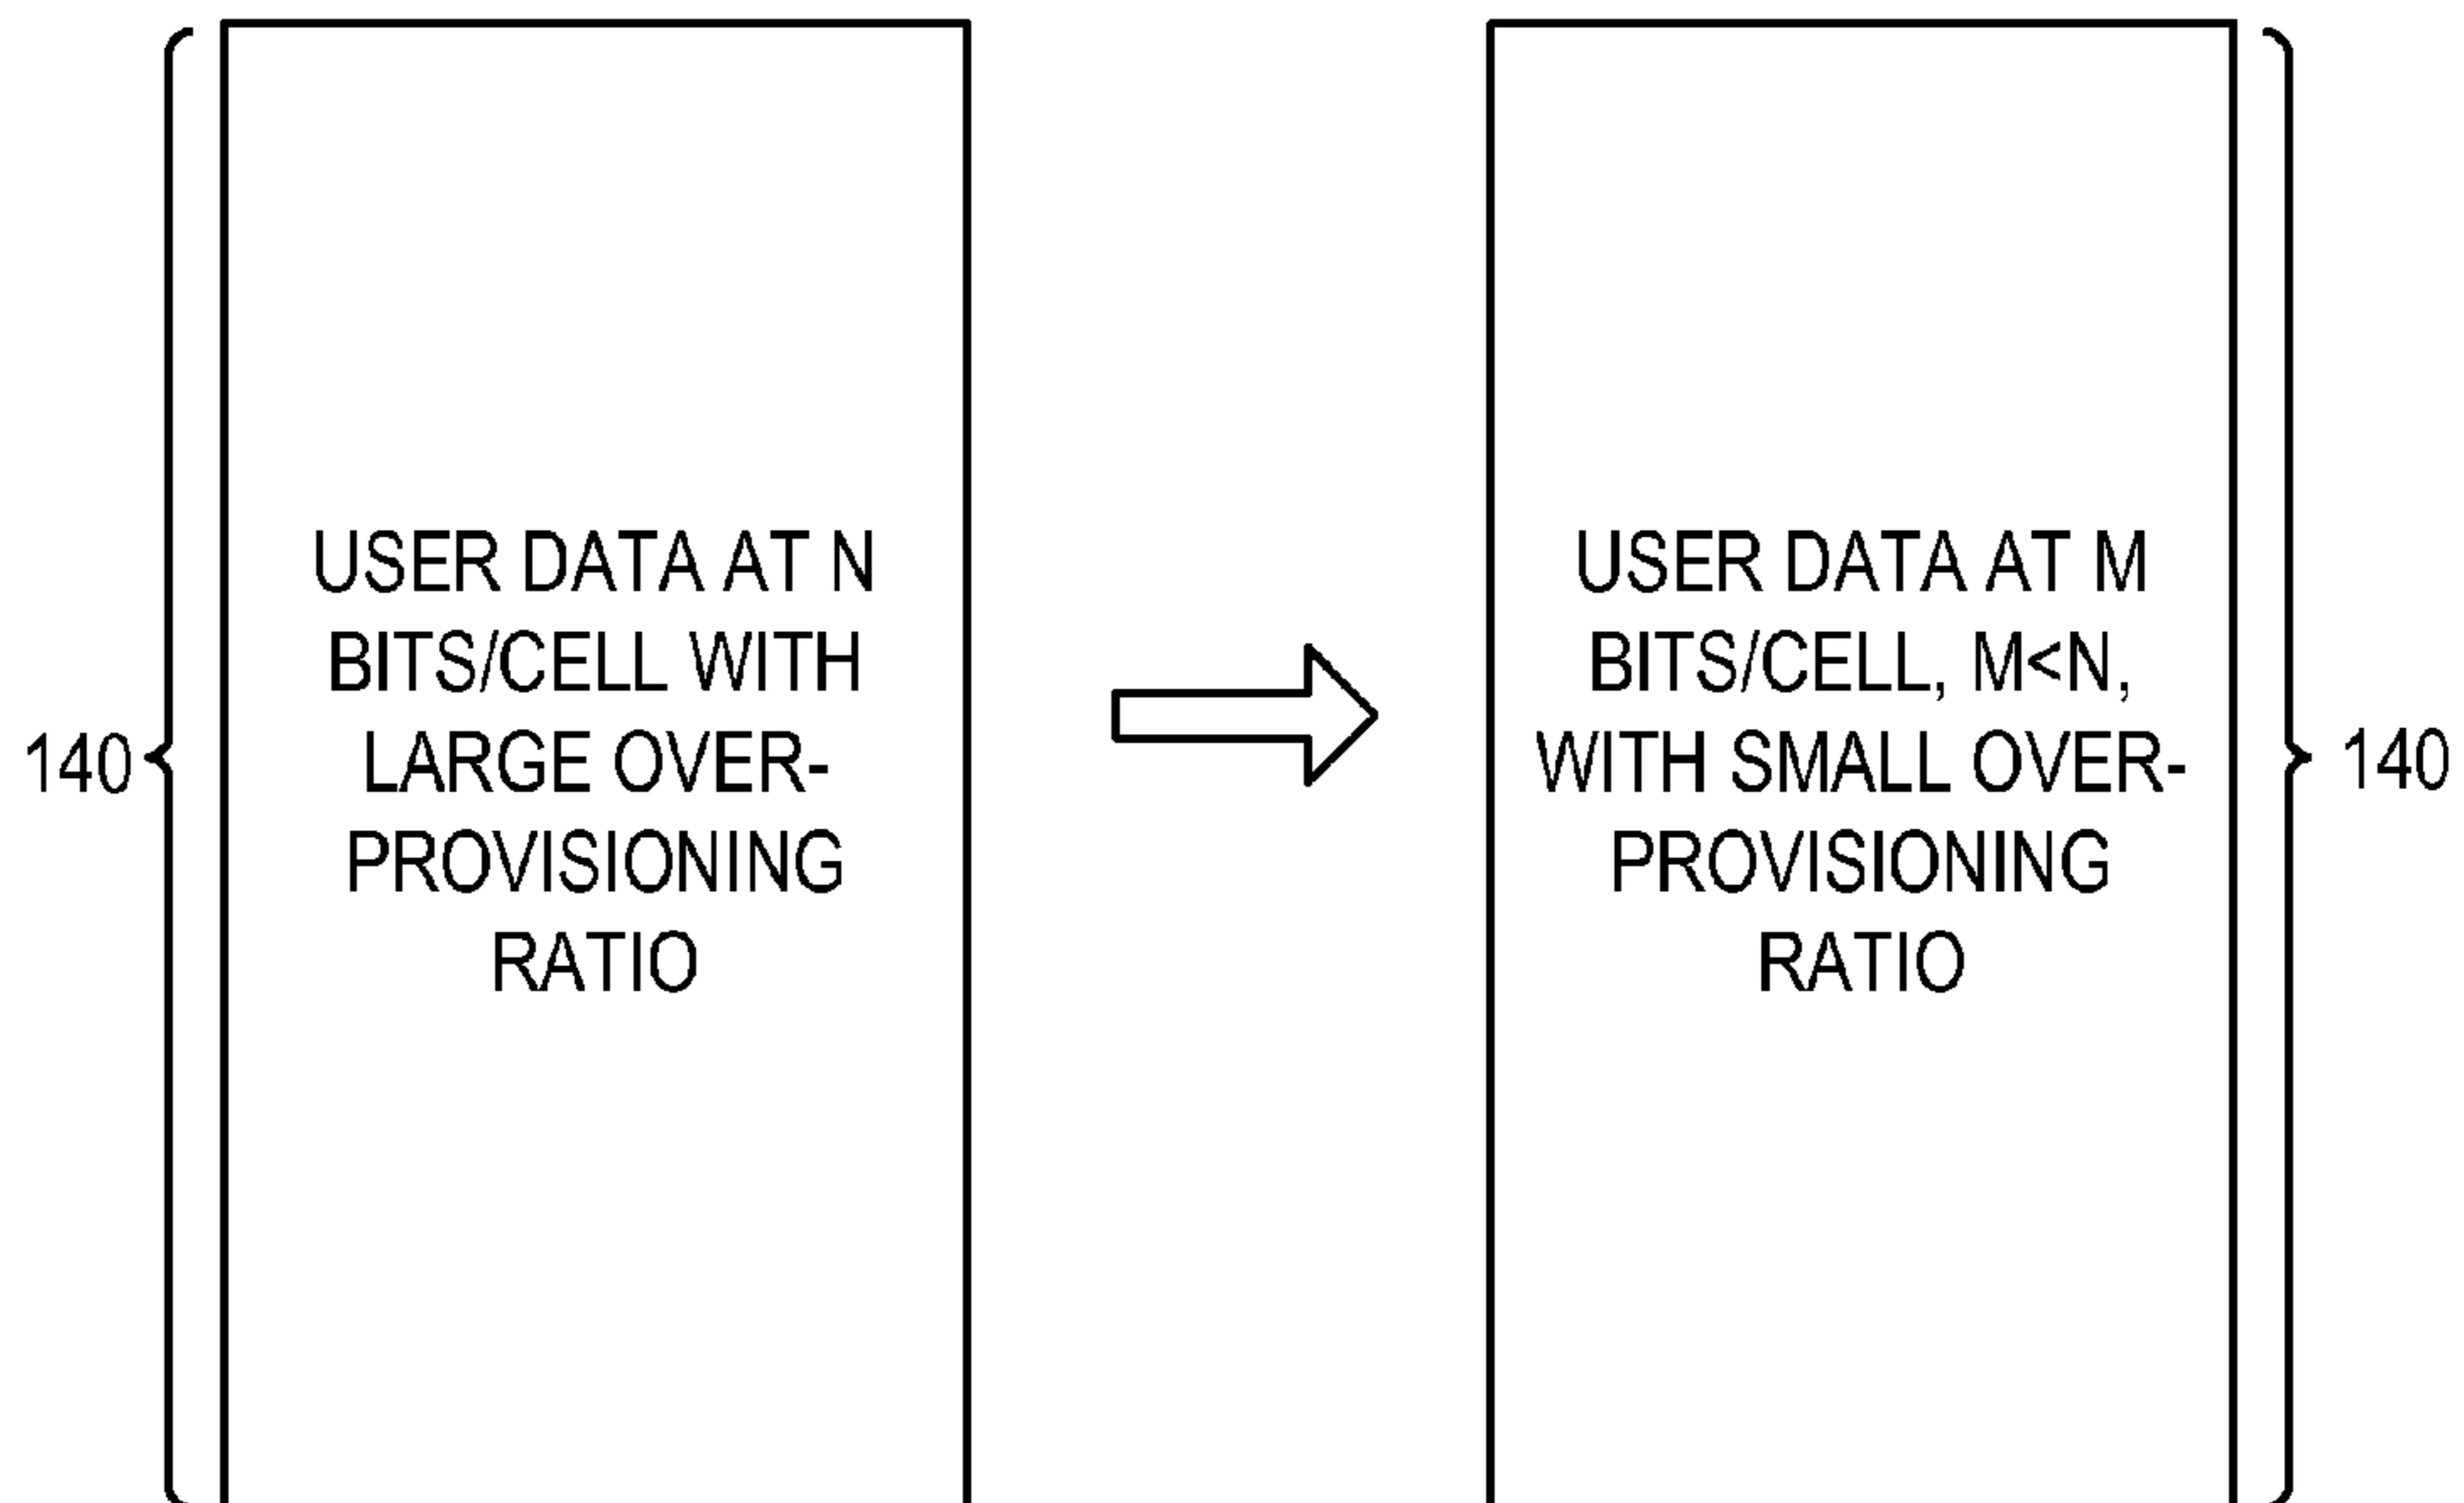 USER DATA AT N
BITS/CELL WITH
LARGE OVER-
PROVISIONING
RATIO
140
USER DATA AT M
BITS/CELL, M<N,
WITH SMALL OVER-
PROVISIONING
RATIO
140